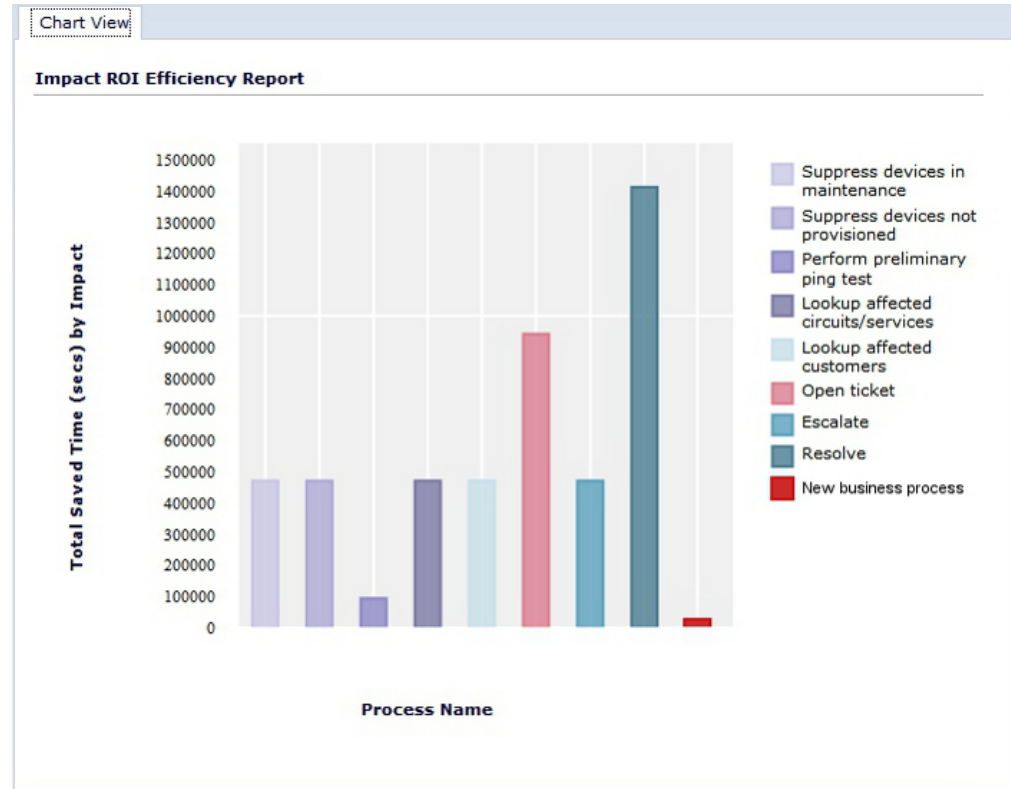 Chart View
Impact ROI Efficiency Report
Total Saved Time (secs) by Impact
1500000
1400000
1300000
1200000
1100000
1000000
900000
800000
700000
600000
500000
400000
300000
200000
100000
0
Process Name
Suppress devices in
maintenance
Suppress devices not
provisioned
Perform preliminary
ping test
Lookup affected
circuits/services
Lookup affected
customers
Open ticket
Escalate
Resolve
New business process